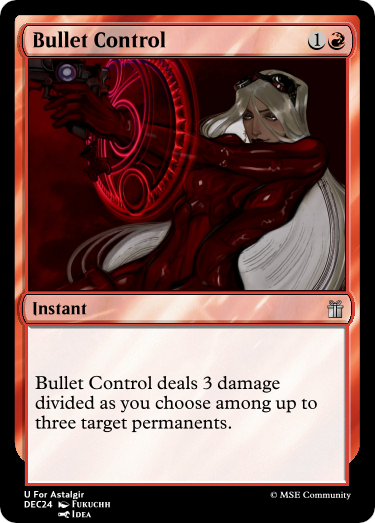 Bullet Control 1
Instant
Bullet Control deals 3 damage
divided as you choose among up to
three target permanents.
U For Astalgir
DEC24 Fukuchh © MSE Community
Idea